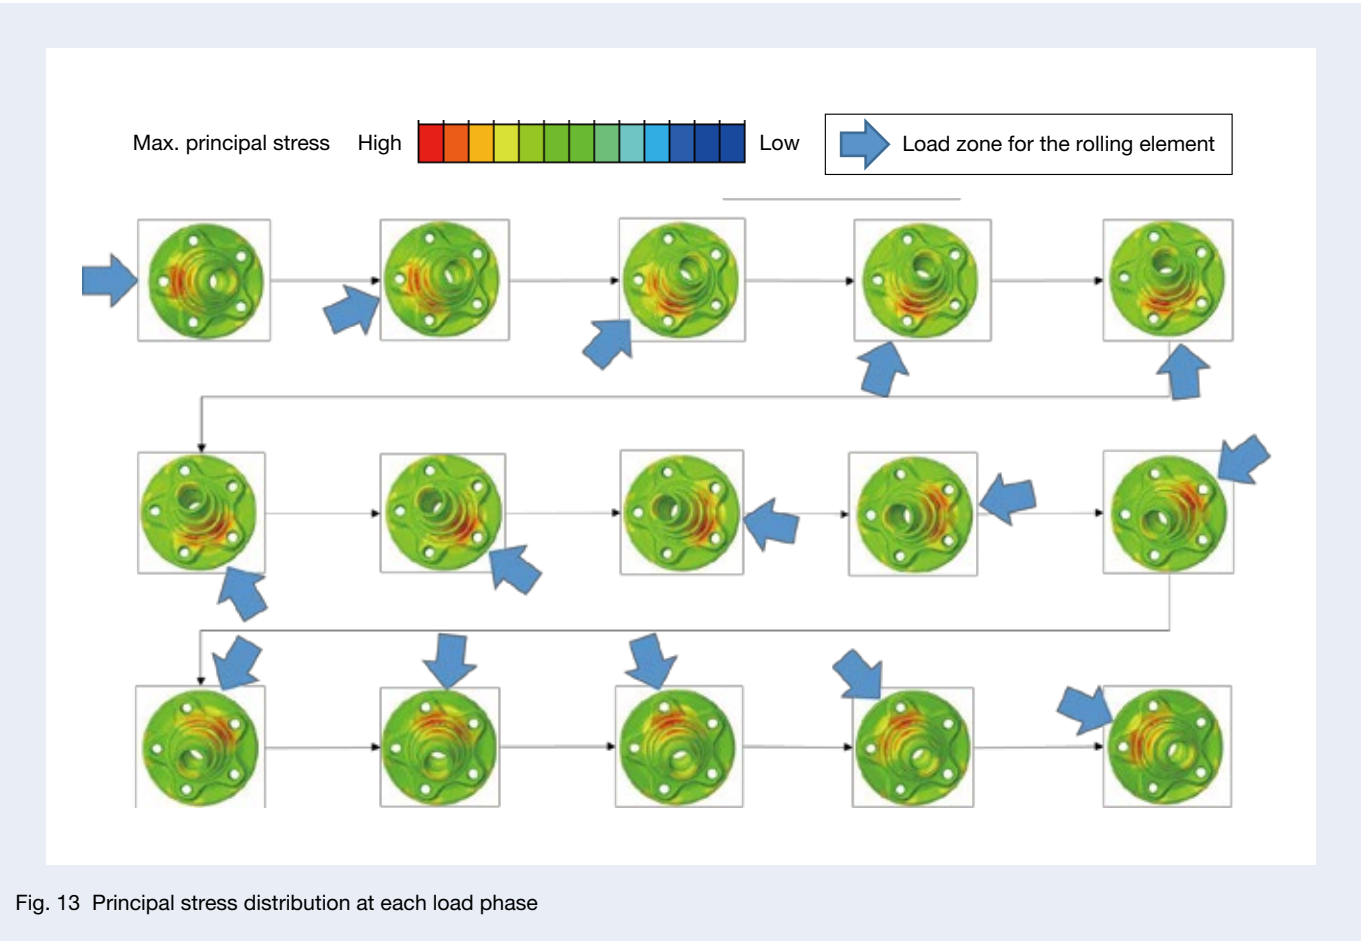 Max. principal stress High Low
Load zone for the rolling element
Fig. 13 Principal stress distribution at each load phase